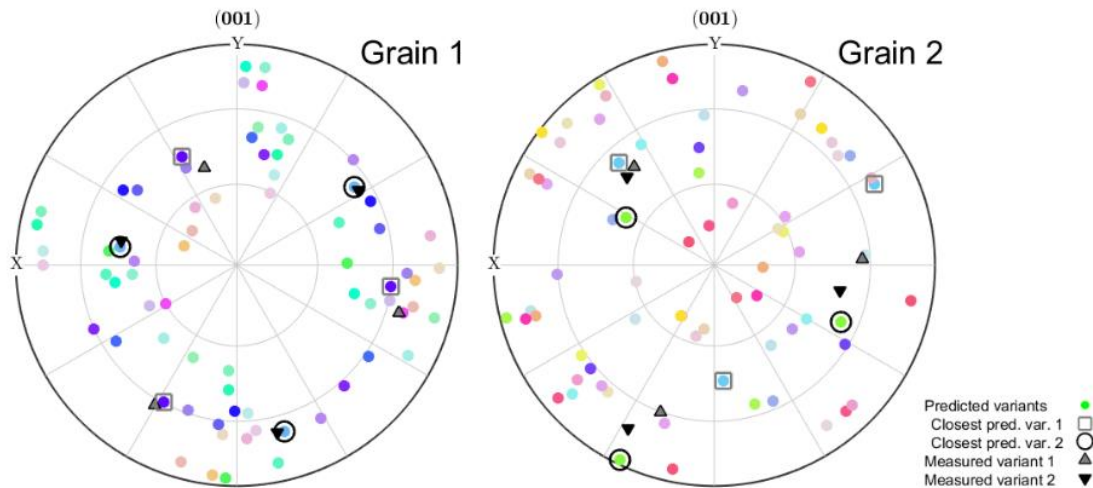 (001)
Y
Grain 1
X
(001)
Y
Grain 2
X
Predicted variants
Closest pred. var. 1
Closest pred. var. 2
Measured variant 1
Measured variant 2